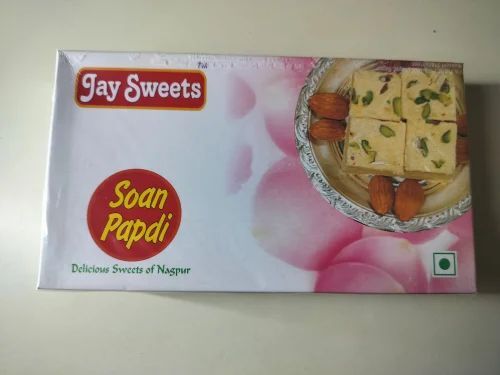 Jay Sweets
Soan
Papdi
Delicious Sweets of Nagpur